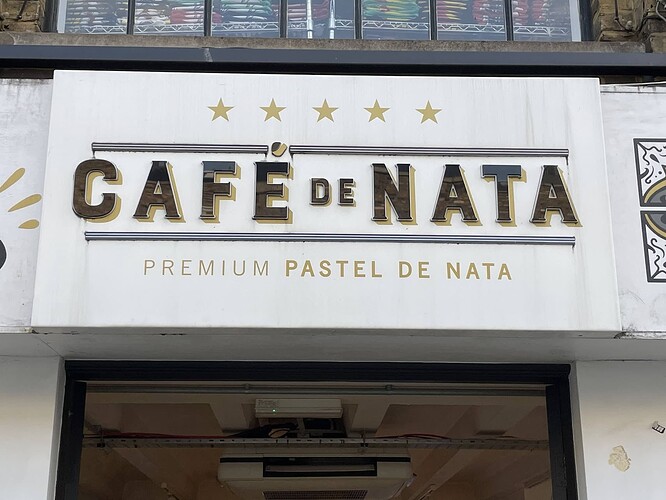 CAFÉ DE NATA
PREMIUM PASTEL DE NATA